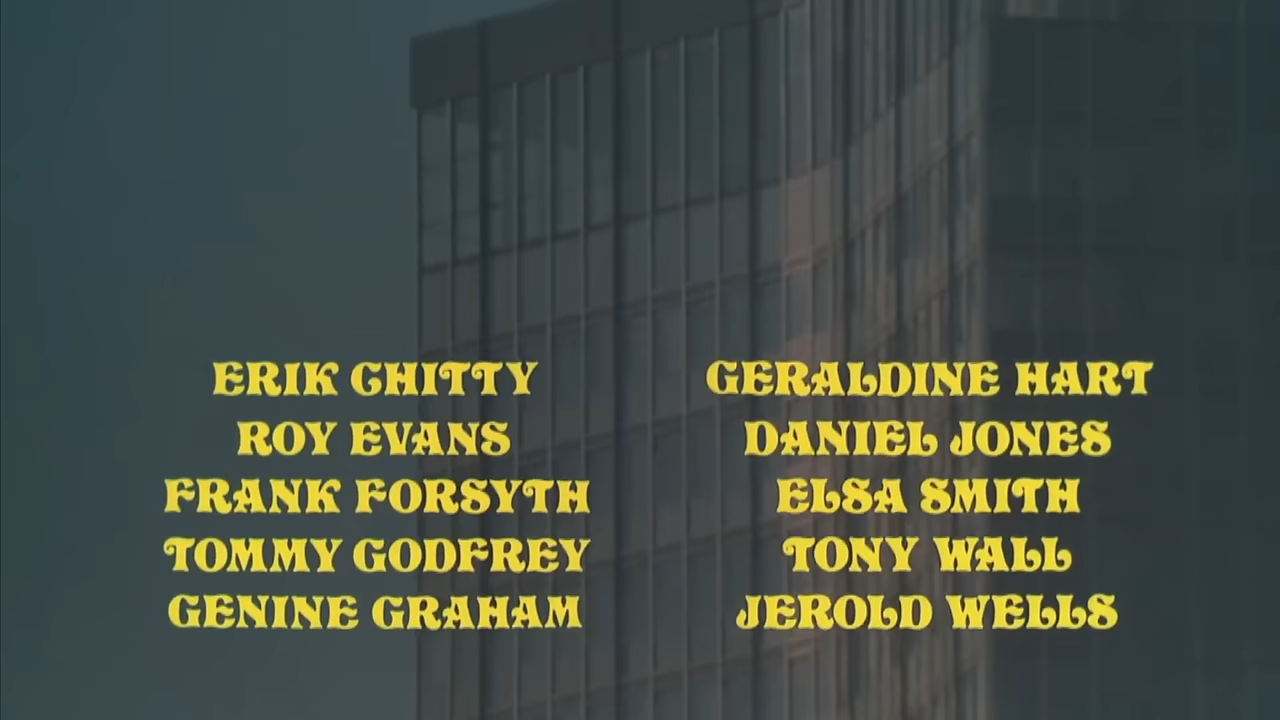 ERIK CHITTY
ROY EVANS
FRANK FORSYTH
TOMMY GODFREY
GENINE GRAHAM
GERALDINE HART
DANIEL JONES
ELSA SMITH
TONY WALL
JEROLD WELLS